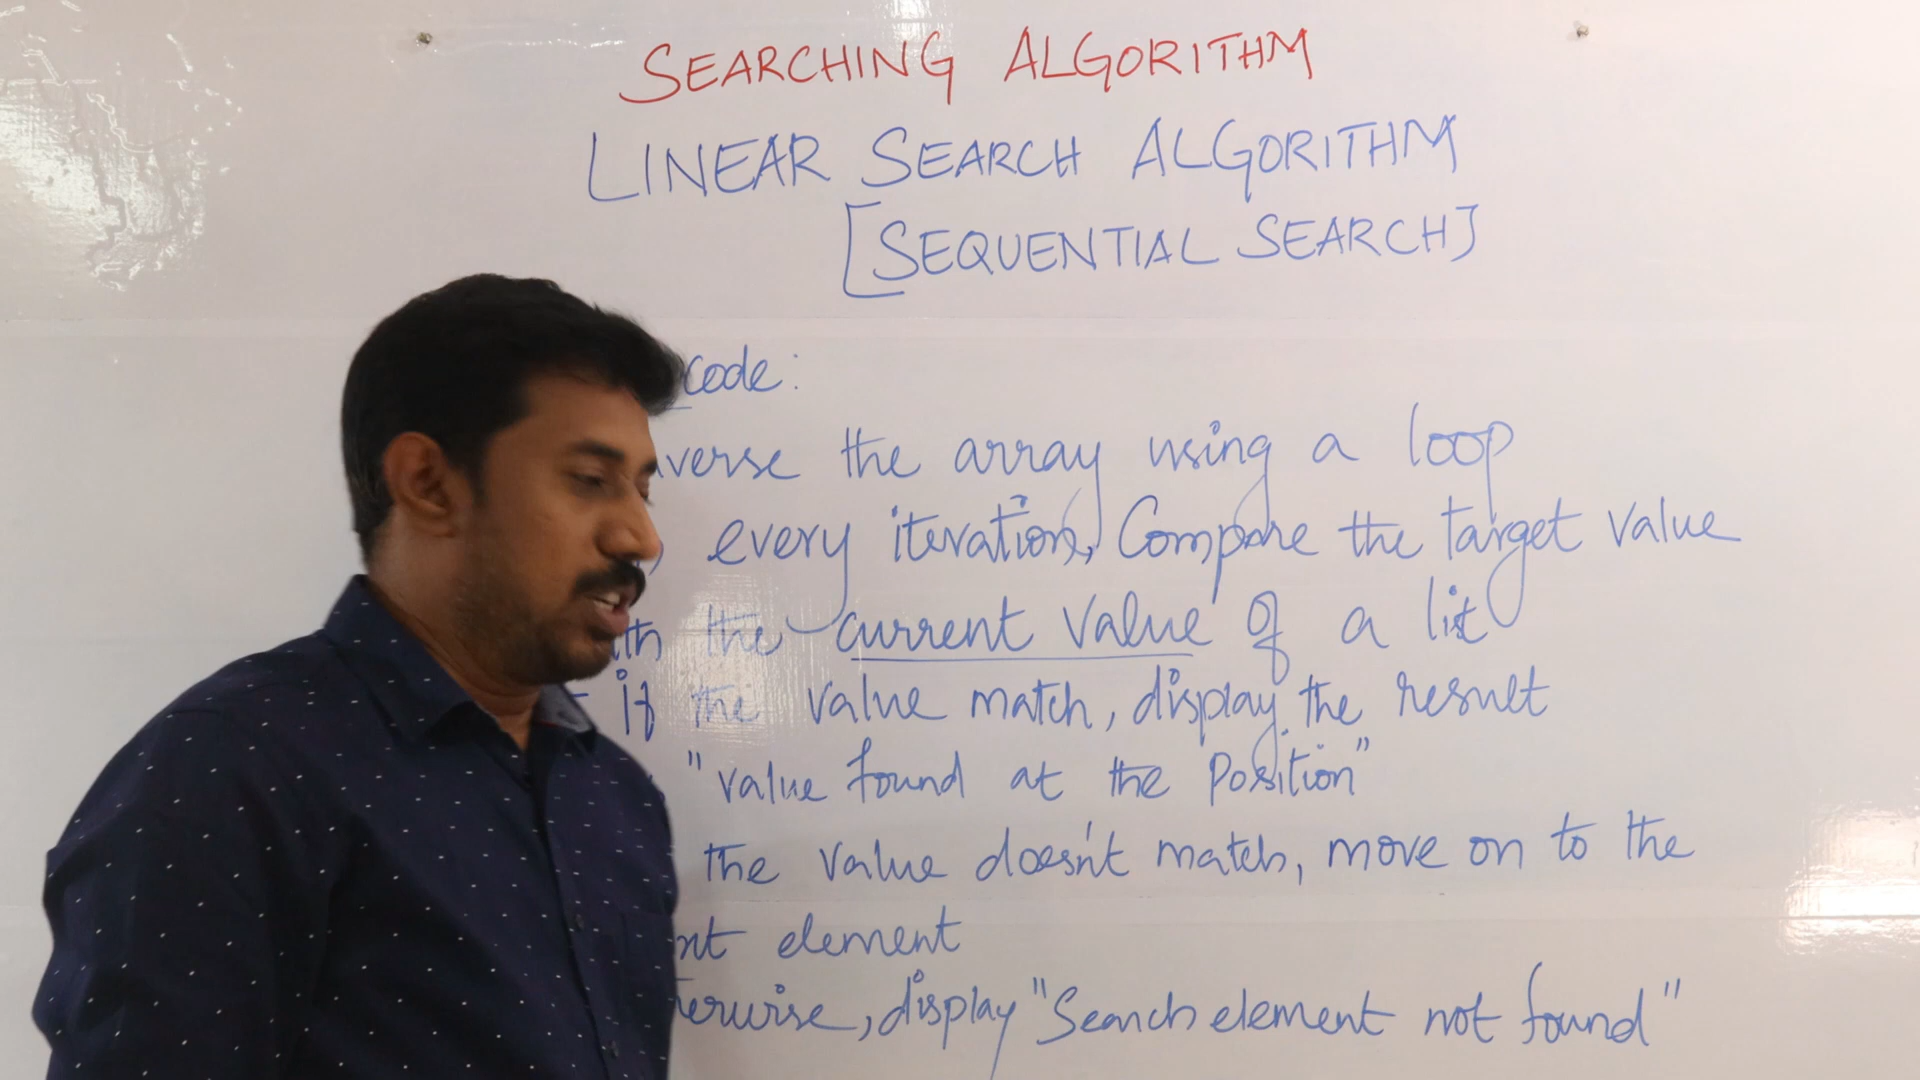 SEARCHING ALGORITHM
LINEAR SEARCH ALGORITHM
[SEQUENTIAL SEARCH]
code:
the array using a loop
every iteration, Compare the target value
the current value of a list
- if the value match, display the result
"value found at the Position"
the value doesn't match, move on to the
element
display "Search element not found"